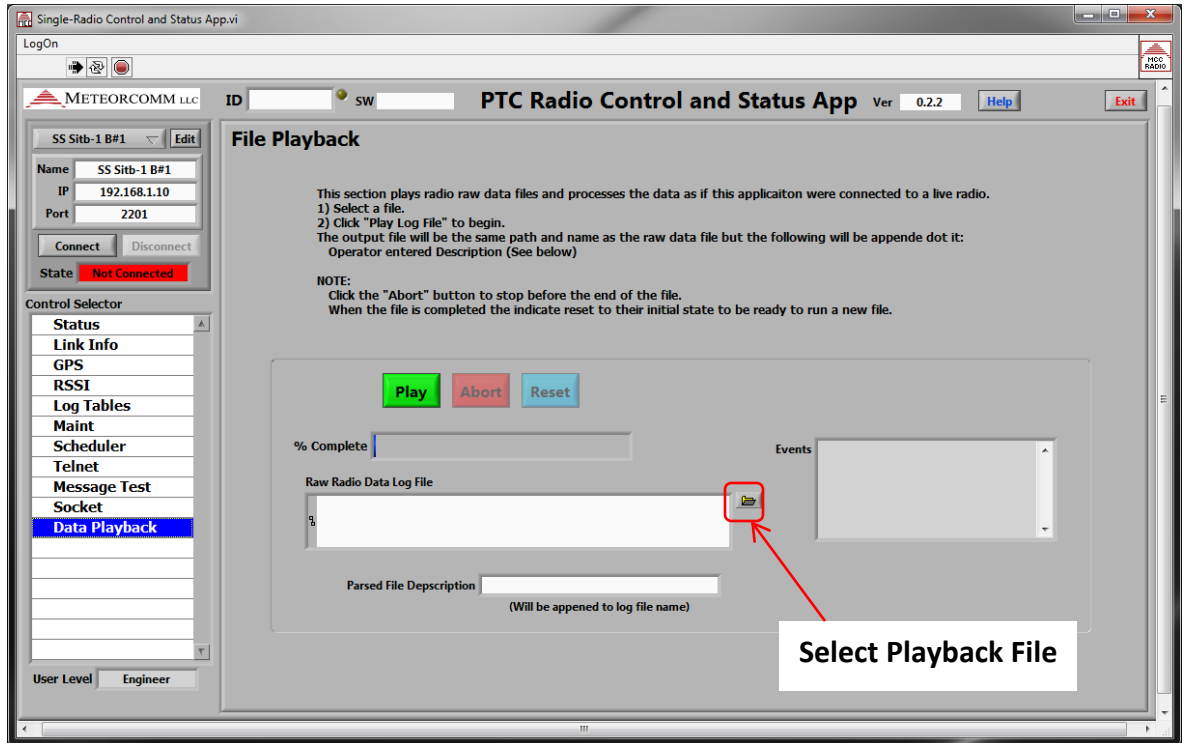 Single-Radio Control and Status App.vi
LogOn
MCC
RADIO
METEORCOMM LLC
ID
SW
PTC Radio Control and Status App
Ver
0.2.2
Help
Exit
SS Sitb-1 B#1
Edit
Name SS Sitb-1 B#1
IP 192.168.1.10
Port 2201
Connect
Disconnect
State Not Connected
Control Selector
Status
Link Info
GPS
RSSI
Log Tables
Maint
Scheduler
Telnet
Message Test
Socket
Data Playback
User Level Engineer
File Playback
This section plays radio raw data files and processes the data as if this applicaiton were connected to a live radio.
1) Select a file.
2) Click "Play Log File" to begin.
The output file will be the same path and name as the raw data file but the following will be appende dot it:
Operator entered Description (See below)
NOTE:
Click the "Abort" button to stop before the end of the file.
When the file is completed the indicate reset to their initial state to be ready to run a new file.
Play
Abort
Reset
% Complete
Events
Raw Radio Data Log File
Parsed File Depscription
(Will be appened to log file name)
Select Playback File